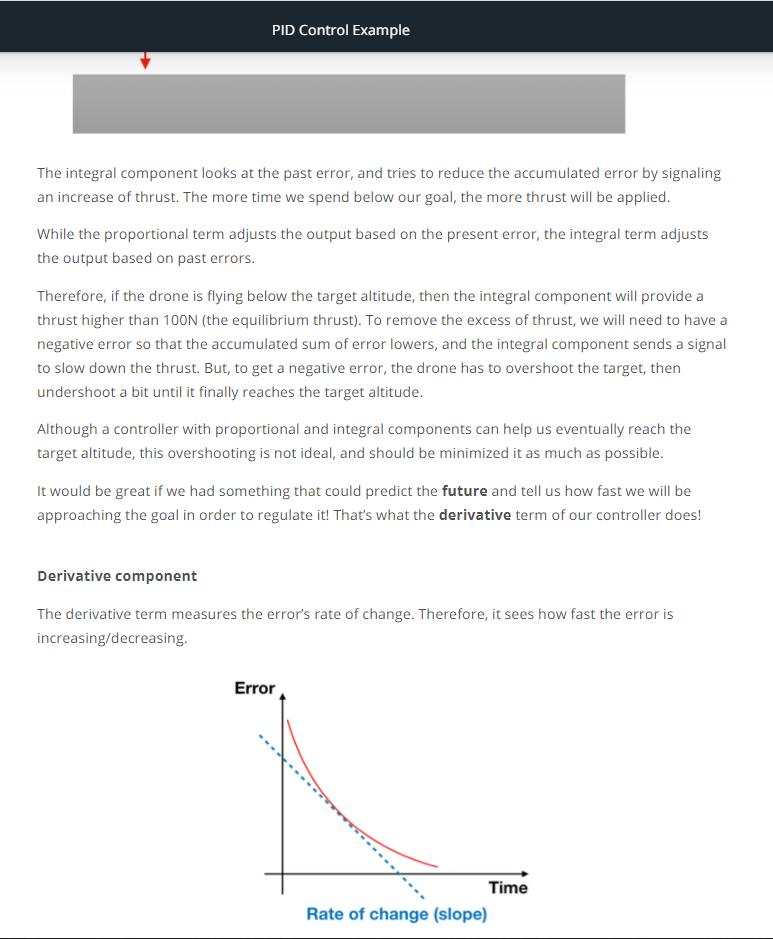 PID Control Example
The integral component looks at the past error, and tries to reduce the accumulated error by signaling
an increase of thrust. The more time we spend below our goal, the more thrust will be applied.
While the proportional term adjusts the output based on the present error, the integral term adjusts
the output based on past errors.
Therefore, if the drone is flying below the target altitude, then the integral component will provide a
thrust higher than 100N (the equilibrium thrust). To remove the excess of thrust, we will need to have a
negative error so that the accumulated sum of error lowers, and the integral component sends a signal
to slow down the thrust. But, to get a negative error, the drone has to overshoot the target, then
undershoot a bit until it finally reaches the target altitude.
Although a controller with proportional and integral components can help us eventually reach the
target altitude, this overshooting is not ideal, and should be minimized it as much as possible.
It would be great if we had something that could predict the future and tell us how fast we will be
approaching the goal in order to regulate it! That's what the derivative term of our controller does!
Derivative component
The derivative term measures the error's rate of change. Therefore, it sees how fast the error is
increasing/decreasing.
Error
Time
Rate of change (slope)